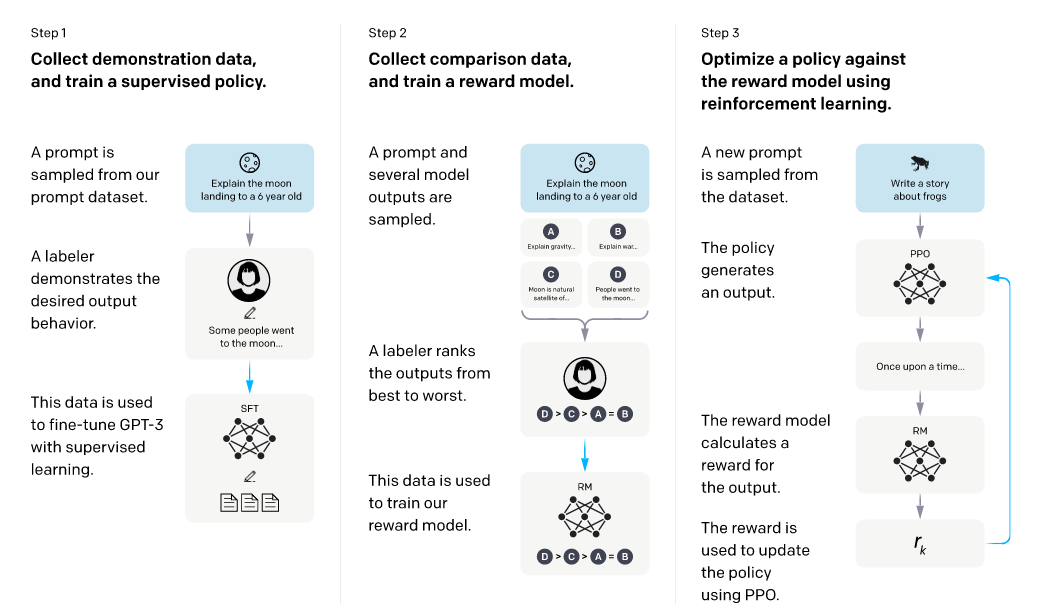 Step 1
Collect demonstration data,
and train a supervised policy.
A prompt is
sampled from our
prompt dataset.
Explain the moon
landing to a 6 year old
A labeler
demonstrates the
desired output
behavior.
Some people went
to the moon...
This data is used
to fine-tune GPT-3
with supervised
learning.
SFT
Step 2
Collect comparison data,
and train a reward model.
A prompt and
several model
outputs are
sampled.
Explain the moon
landing to a 6 year old
A
Explain gravity...
B
Explain war...
C
Moon is natural
satellite of...
D
People went to
the moon...
A labeler ranks
the outputs from
best to worst.
D > C > A = B
This data is used
to train our
reward model.
RM
D > C > A = B
Step 3
Optimize a policy against
the reward model using
reinforcement learning.
A new prompt
is sampled from
the dataset.
Write a story
about frogs
The policy
generates
an output.
PPO
Once upon a time...
The reward model
calculates a
reward for
the output.
RM
The reward is
used to update
the policy
using PPO.
r_k